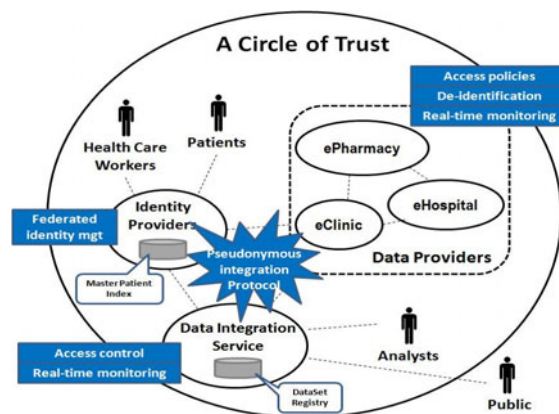 A Circle of Trust
Access policies
De-identification
Real-time monitoring
Health Care
Workers
Patients
ePharmacy
eHospital
eClinic
Data Providers
Identity
Providers
Federated
identity mgt
Master Patient
Index
Pseudonymous
integration
Protocol
Data Integration
Service
DataSet
Registry
Access control
Real-time monitoring
Analysts
Public